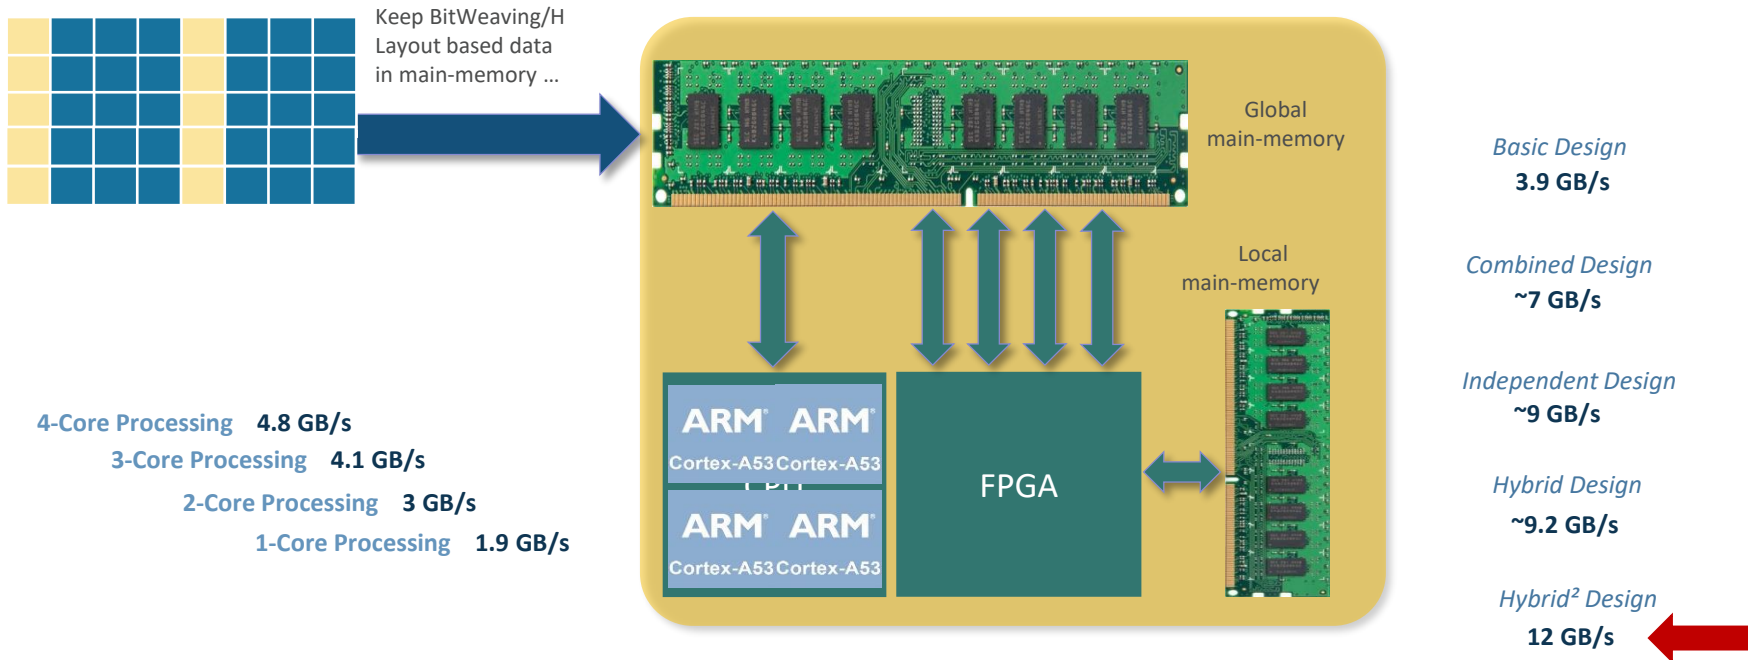 Keep BitWeaving/H
Layout based data
in main-memory ...
Global
main-memory
Local
main-memory
Basic Design
3.9 GB/s
Combined Design
~7 GB/s
Independent Design
~9 GB/s
Hybrid Design
~9.2 GB/s
Hybrid² Design
12 GB/s
4-Core Processing 4.8 GB/s
3-Core Processing 4.1 GB/s
2-Core Processing 3 GB/s
1-Core Processing 1.9 GB/s
ARM® ARM®
Cortex-A53 Cortex-A53
CPU
ARM® ARM®
Cortex-A53 Cortex-A53
FPGA